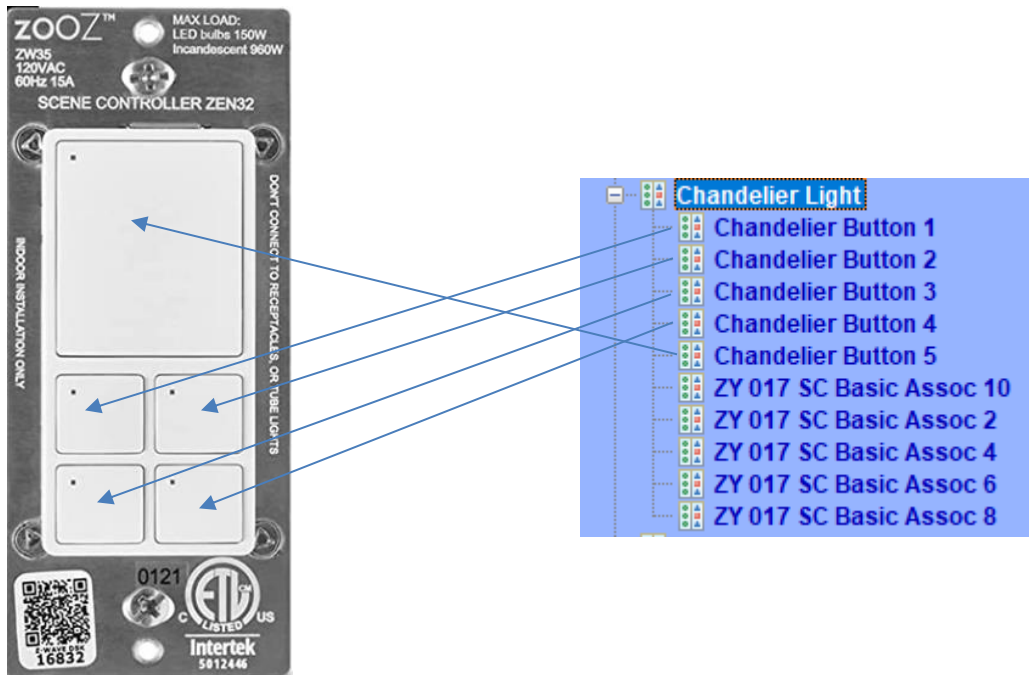 ZOOZ™
MAX LOAD:
LED bulbs 150W
Incandescent 960W
ZW35
120VAC
60Hz 15A
SCENE CONTROLLER ZEN32
DON'T CONNECT TO RECEPTACLES, OR TUBE LIGHTS
INDOOR INSTALLATION ONLY
0121
C
ETL
CM
LISTED
US
Intertek
5012446
Z-WAVE DSK
16832
Chandelier Light
Chandelier Button 1
Chandelier Button 2
Chandelier Button 3
Chandelier Button 4
Chandelier Button 5
ZY 017 SC Basic Assoc 10
ZY 017 SC Basic Assoc 2
ZY 017 SC Basic Assoc 4
ZY 017 SC Basic Assoc 6
ZY 017 SC Basic Assoc 8